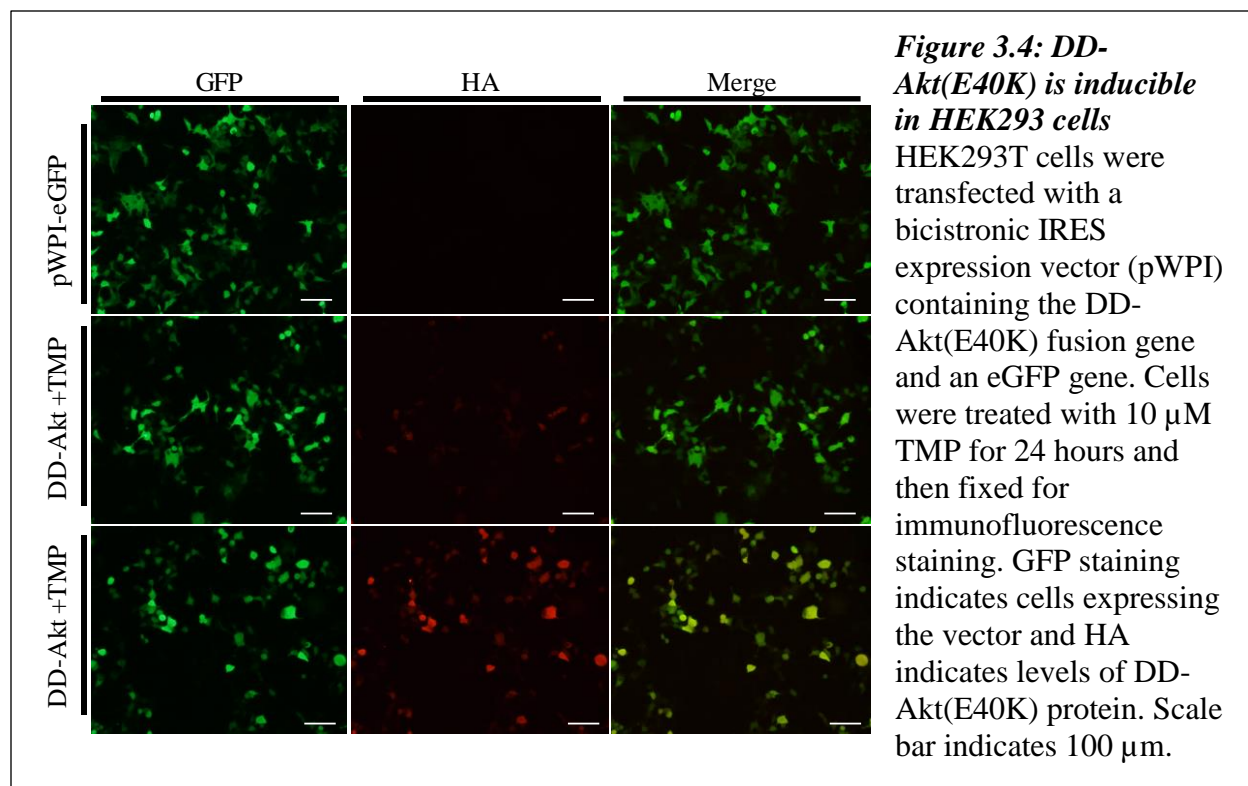 GFP
HA
Merge
pWPI-eGFP
DD-Akt +TMP
DD-Akt +TMP
Figure 3.4: DD-
Akt(E40K) is inducible
in HEK293 cells
HEK293T cells were
transfected with a
bicistronic IRES
expression vector (pWPI)
containing the DD-
Akt(E40K) fusion gene
and an eGFP gene. Cells
were treated with 10 µM
TMP for 24 hours and
then fixed for
immunofluorescence
staining. GFP staining
indicates cells expressing
the vector and HA
indicates levels of DD-
Akt(E40K) protein. Scale
bar indicates 100 µm.